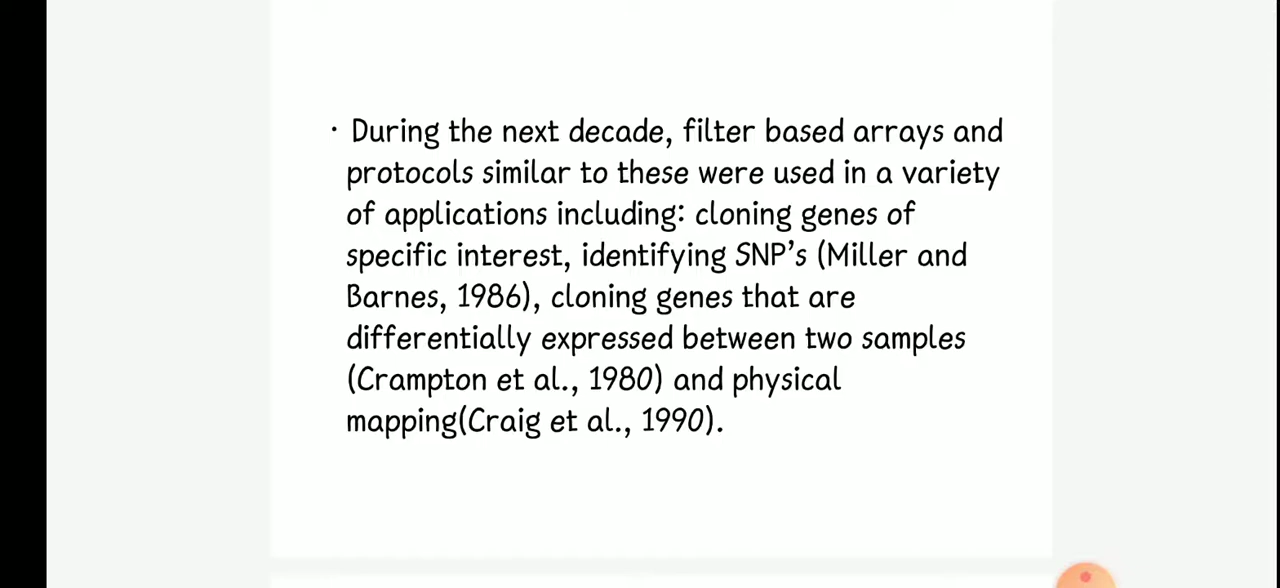 · During the next decade, filter based arrays and
protocols similar to these were used in a variety
of applications including: cloning genes of
specific interest, identifying SNP’s (Miller and
Barnes, 1986), cloning genes that are
differentially expressed between two samples
(Crampton et al., 1980) and physical
mapping(Craig et al., 1990).